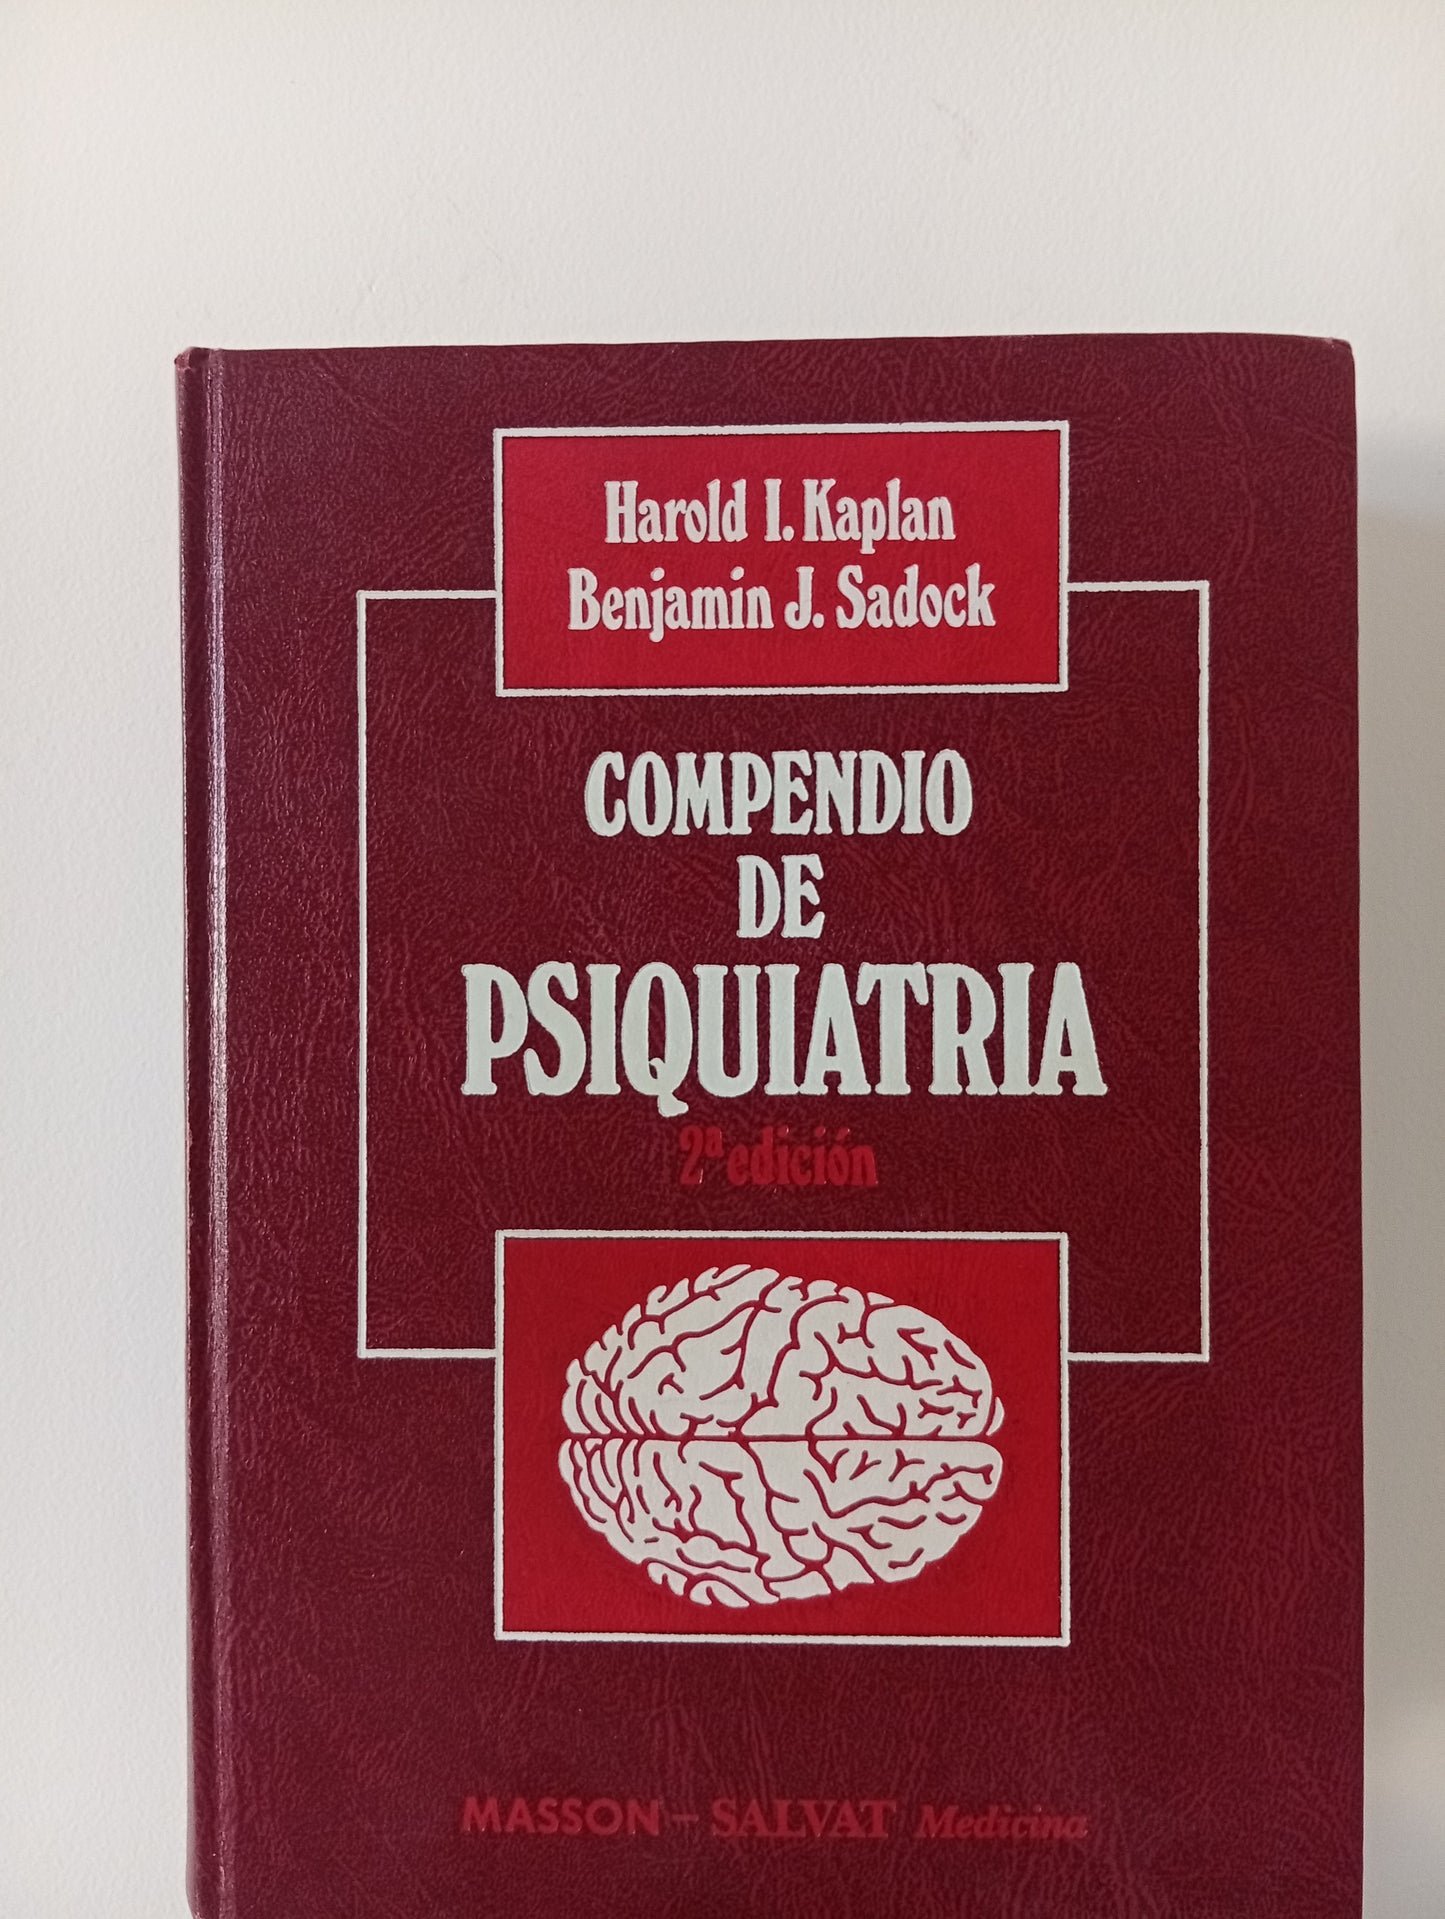 Harold I. Kaplan
Benjamin J. Sadock
COMPENDIO
DE
PSIQUIATRIA
2ª edición
MASSON - SALVAT Medicina